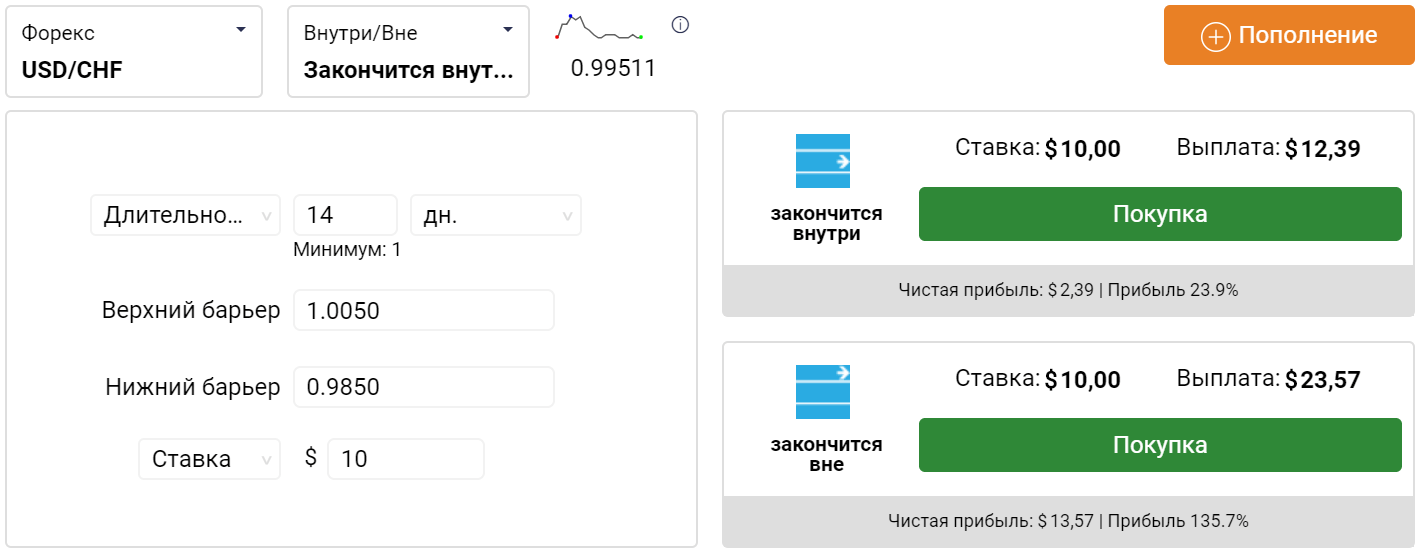 Форекс
USD/CHF
Внутри/Вне
Закончится внут...
0.99511
Пополнение
Длительно... 14 дн.
Минимум: 1
Верхний барьер 1.0050
Нижний барьер 0.9850
Ставка $ 10
Ставка: $10,00 Выплата: $12,39
закончится
внутри
Покупка
Чистая прибыль: $2,39 | Прибыль 23.9%
Ставка: $10,00 Выплата: $23,57
закончится
вне
Покупка
Чистая прибыль: $13,57 | Прибыль 135.7%